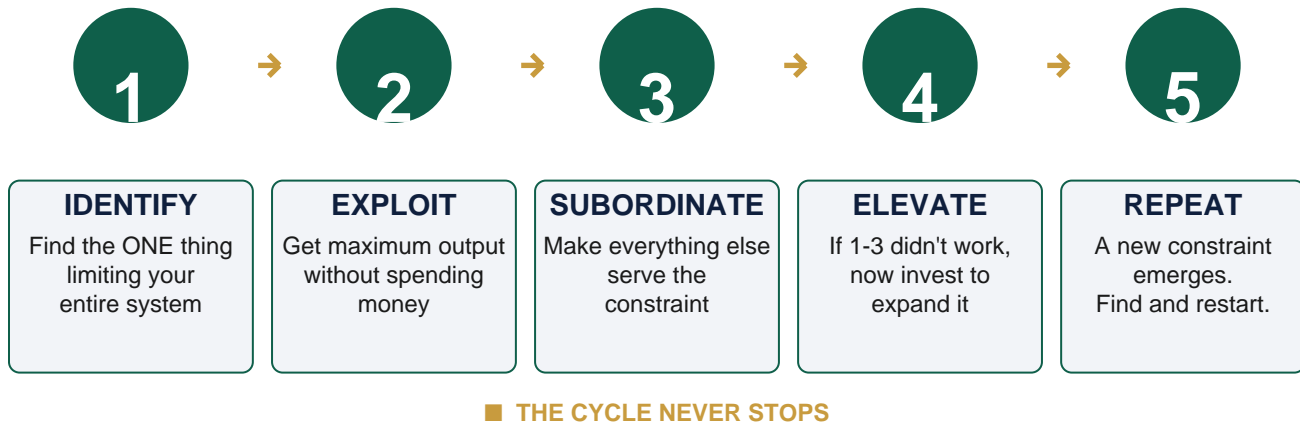 1
2
3
4
5
IDENTIFY
Find the ONE thing
limiting your
entire system
EXPLOIT
Get maximum output
without spending
money
SUBORDINATE
Make everything else
serve the
constraint
ELEVATE
If 1-3 didn't work,
now invest to
expand it
REPEAT
A new constraint
emerges.
Find and restart.
■ THE CYCLE NEVER STOPS